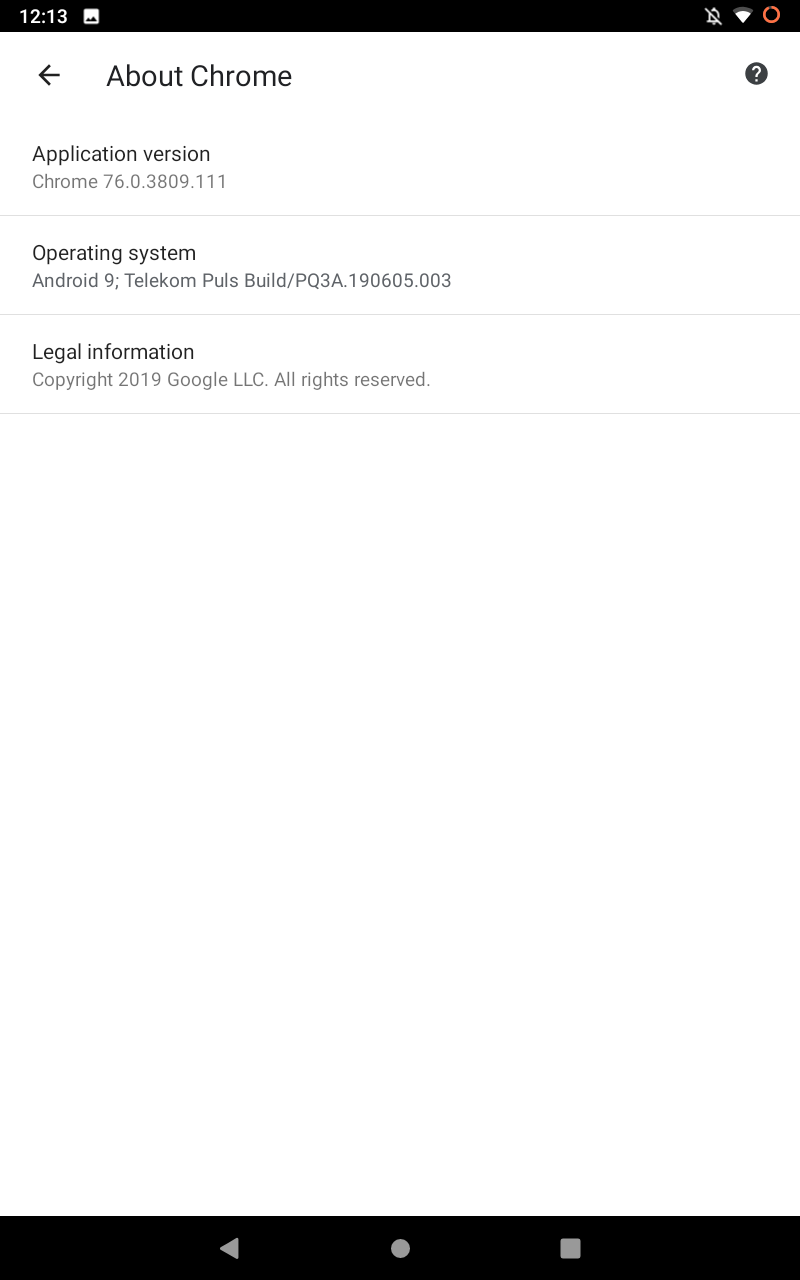 12:13
About Chrome
Application version
Chrome 76.0.3809.111
Operating system
Android 9; Telekom Puls Build/PQ3A.190605.003
Legal information
Copyright 2019 Google LLC. All rights reserved.